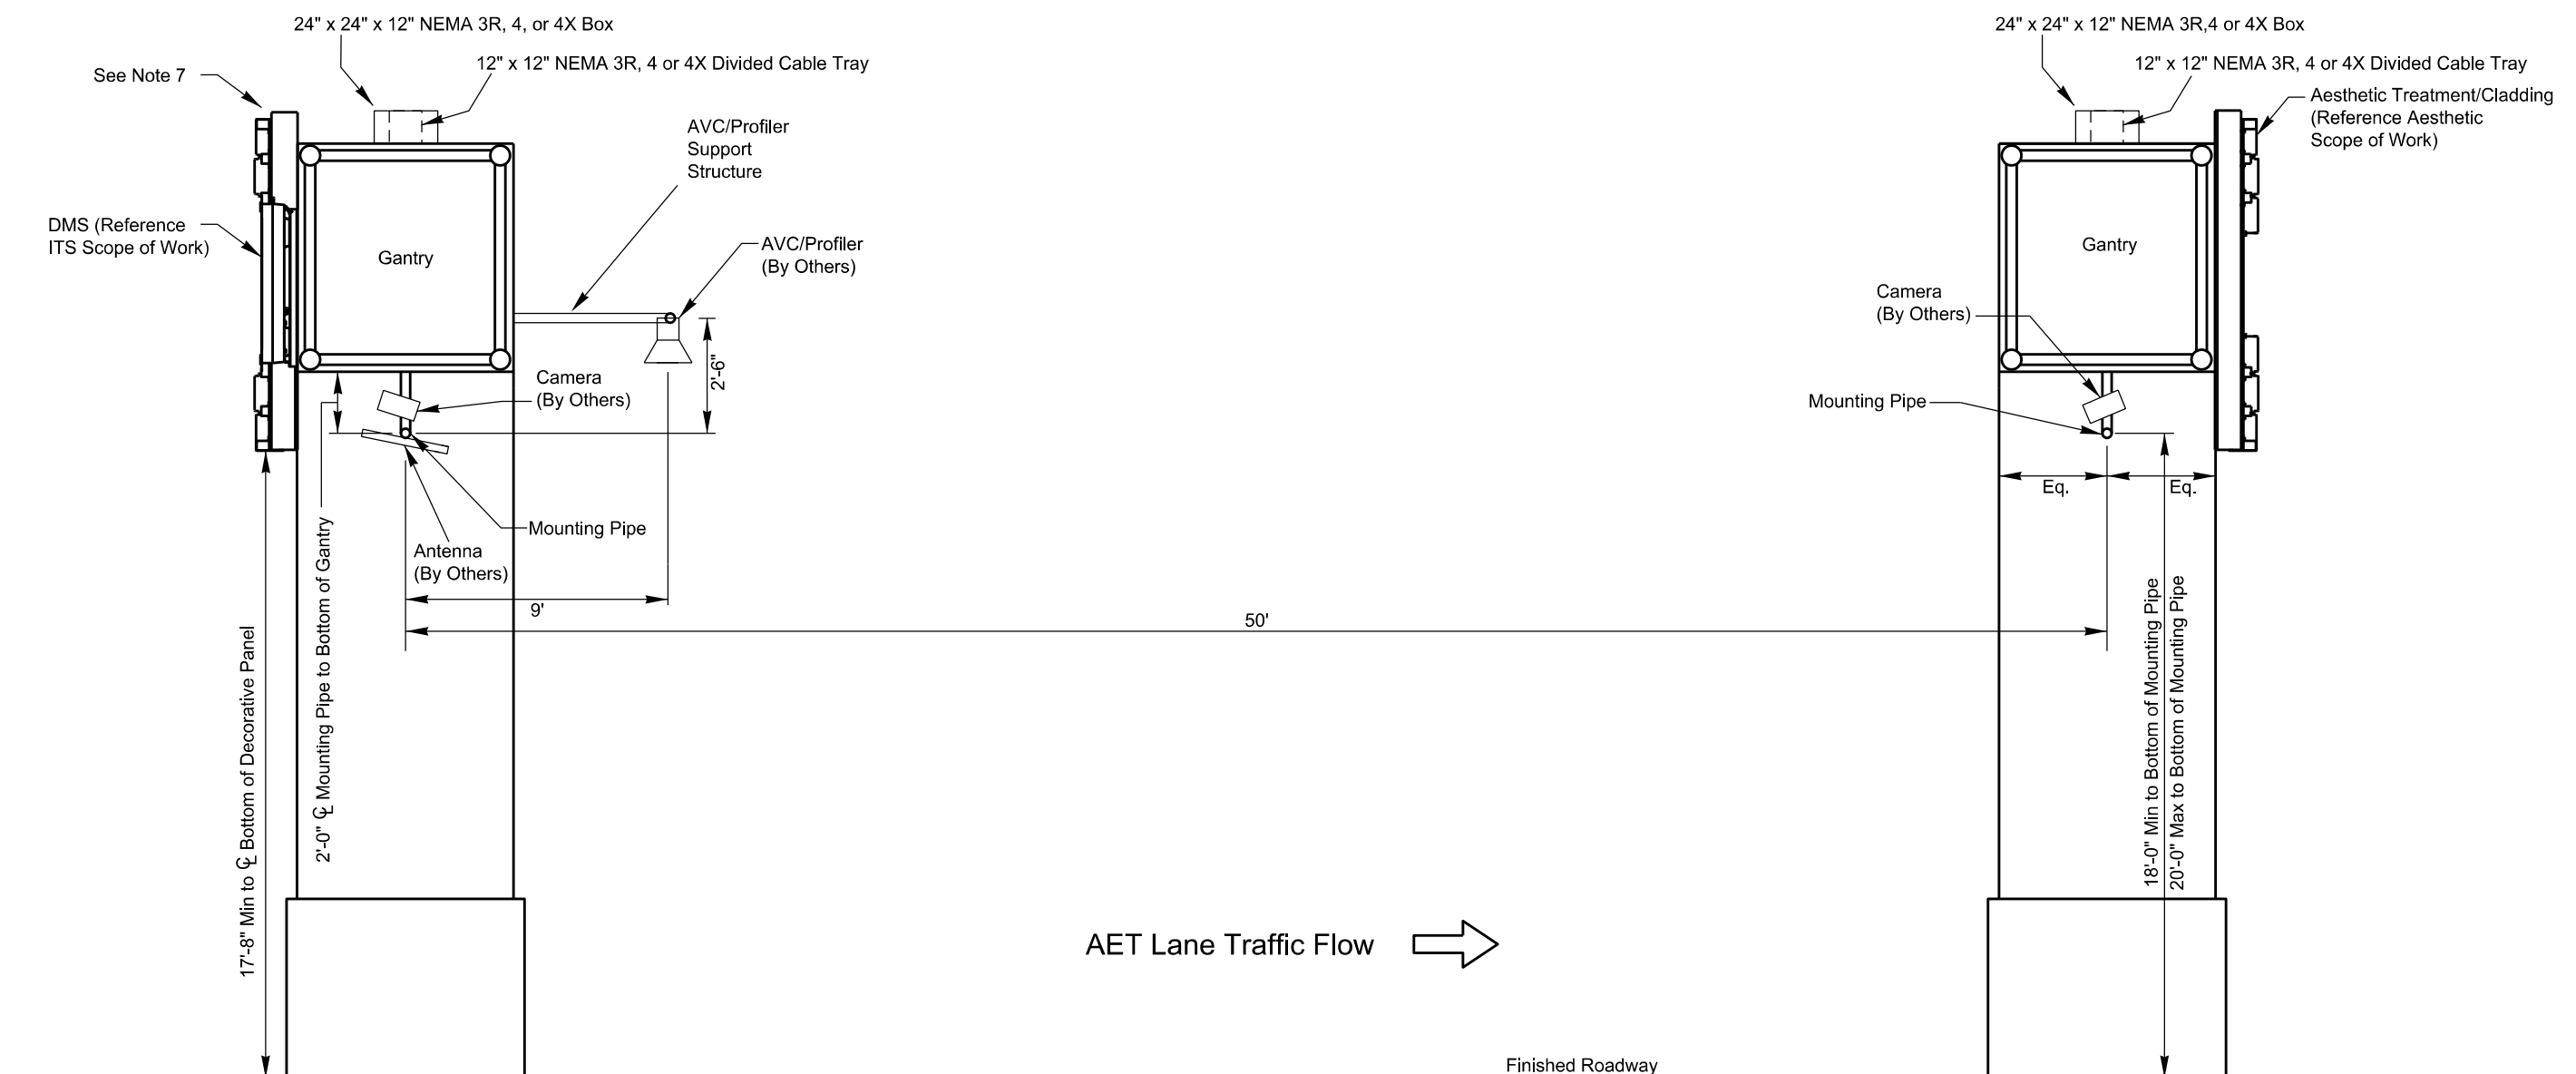 24" x 24" x 12" NEMA 3R, 4, or 4X Box
12" x 12" NEMA 3R, 4 or 4X Divided Cable Tray
See Note 7
AVC/Profiler
Support
Structure
DMS (Reference
ITS Scope of Work)
Gantry
AVC/Profiler
(By Others)
2'-6"
Camera
(By Others)
Mounting Pipe
Antenna
(By Others)
9'
50'
2'-0" ℄ Mounting Pipe to Bottom of Gantry
17'-8" Min to ℄ Bottom of Decorative Panel
AET Lane Traffic Flow
Finished Roadway
24" x 24" x 12" NEMA 3R,4 or 4X Box
12" x 12" NEMA 3R, 4 or 4X Divided Cable Tray
Aesthetic Treatment/Cladding
(Reference Aesthetic
Scope of Work)
Gantry
Camera
(By Others)
Mounting Pipe
Eq.
Eq.
18'-0" Min to Bottom of Mounting Pipe
20'-0" Max to Bottom of Mounting Pipe